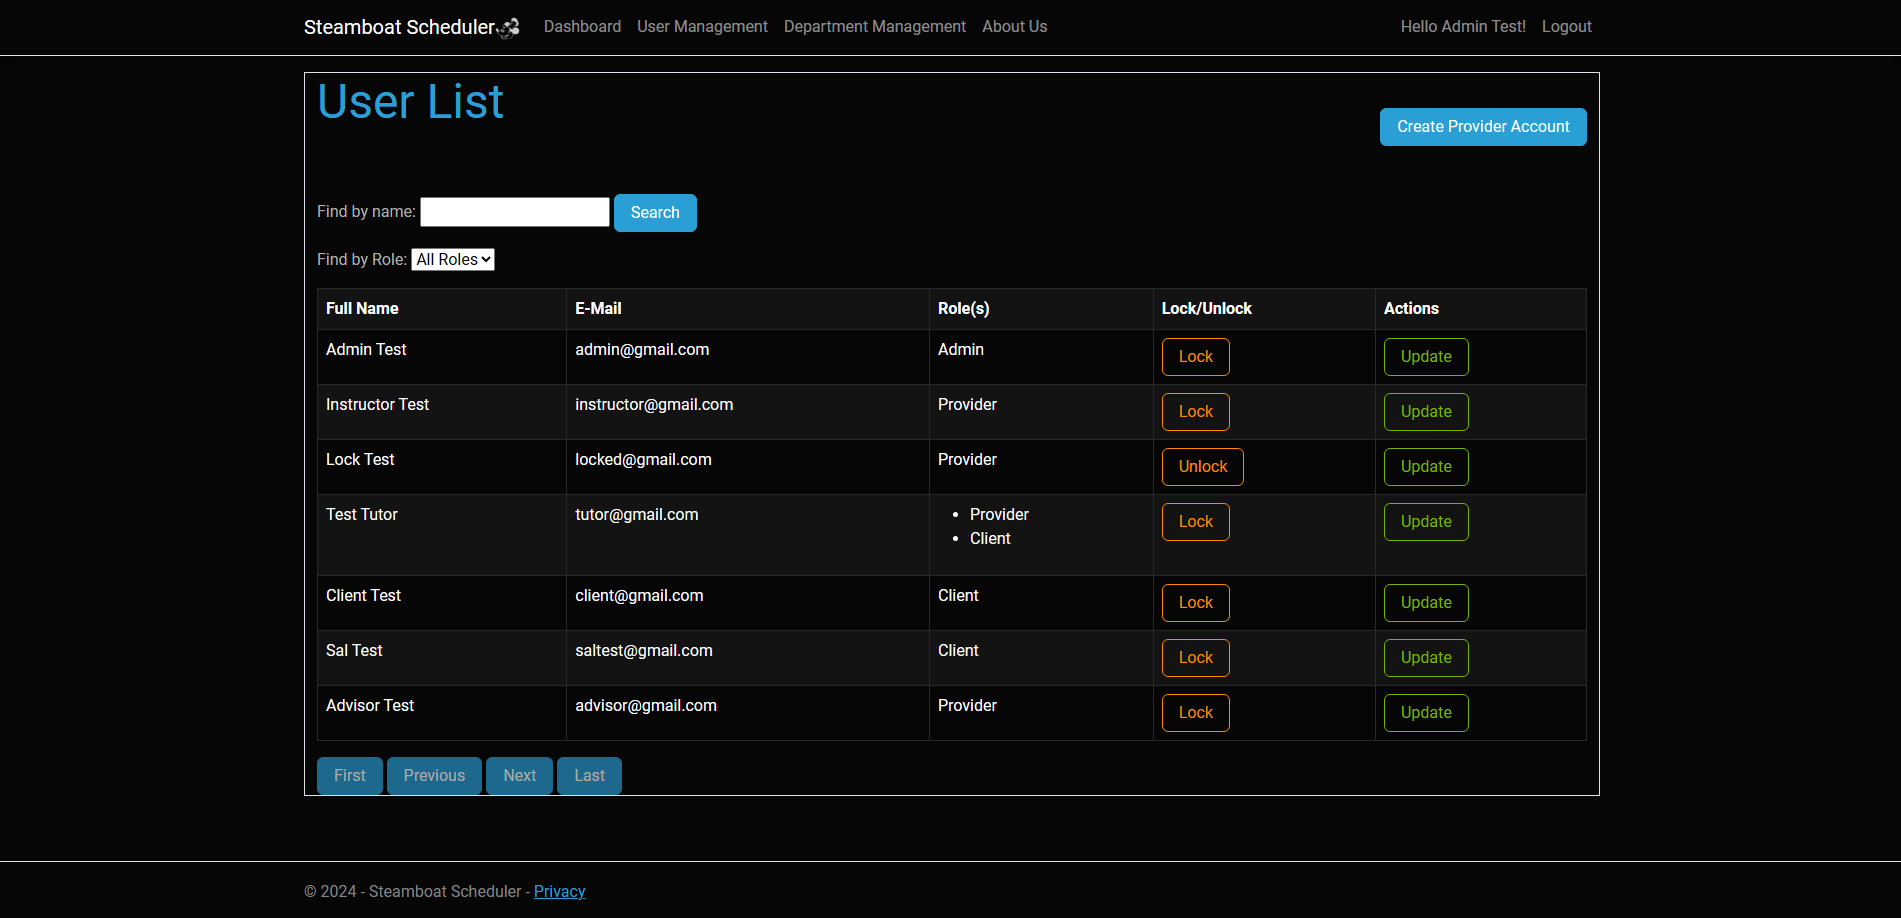 Steamboat Scheduler Dashboard User Management Department Management About Us Hello Admin Test! Logout
User List
Create Provider Account
Find by name: Search
Find by Role: All Roles
Full Name E-Mail Role(s) Lock/Unlock Actions
Admin Test admin@gmail.com Admin Lock Update
Instructor Test instructor@gmail.com Provider Lock Update
Lock Test locked@gmail.com Provider Unlock Update
Test Tutor tutor@gmail.com • Provider Lock Update
• Client
Client Test client@gmail.com Client Lock Update
Sal Test saltest@gmail.com Client Lock Update
Advisor Test advisor@gmail.com Provider Lock Update
First Previous Next Last
© 2024 - Steamboat Scheduler - Privacy